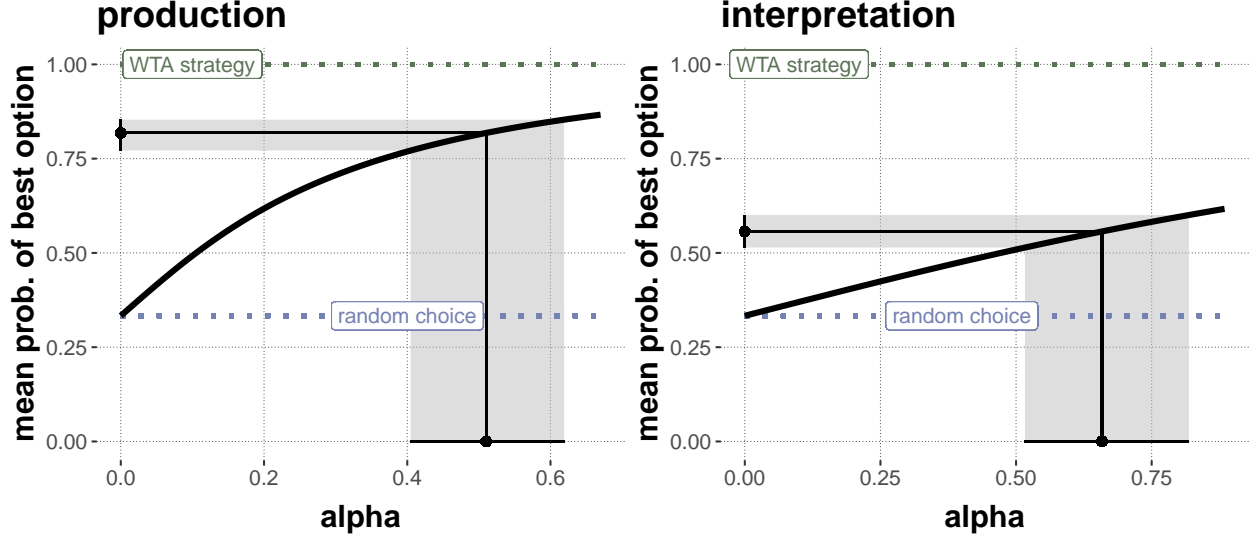 production
mean prob. of best option
1.00
0.75
0.50
0.25
0.00
WTA strategy
random choice
0.0
0.2
0.4
0.6
alpha
interpretation
mean prob. of best option
1.00
0.75
0.50
0.25
0.00
WTA strategy
random choice
0.00
0.25
0.50
0.75
alpha